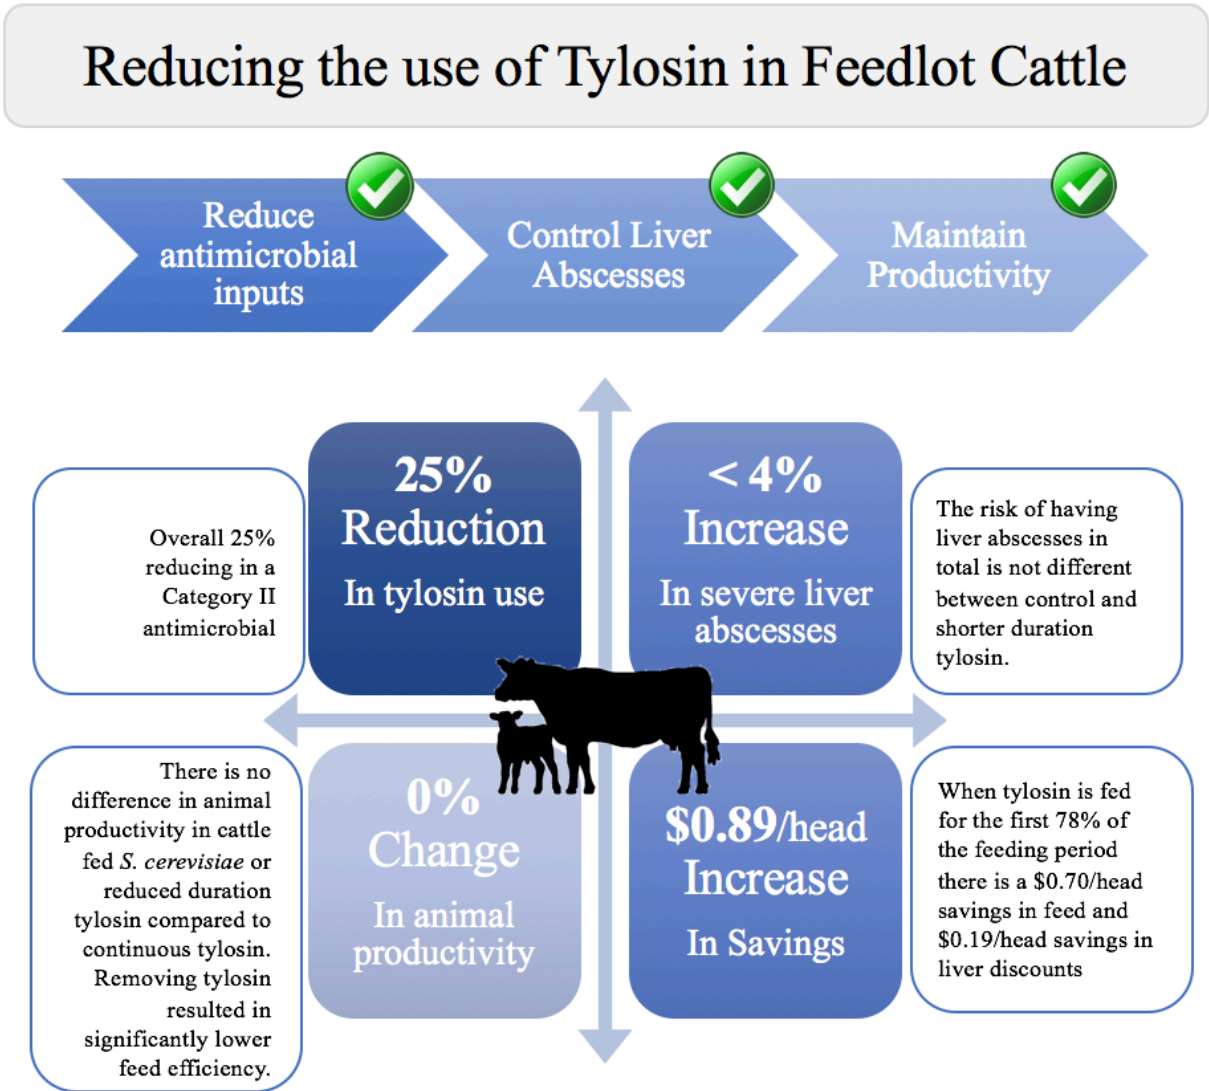 Reducing the use of Tylosin in Feedlot Cattle
Reduce
antimicrobial
inputs
Control Liver
Abscesses
Maintain
Productivity
Overall 25%
reducing in a
Category II
antimicrobial
25%
Reduction
In tylosin use
< 4%
Increase
In severe liver
abscesses
The risk of having
liver abscesses in
total is not different
between control and
shorter duration
tylosin.
There is no
difference in animal
productivity in cattle
fed S. cerevisiae or
reduced duration
tylosin compared to
continuous tylosin.
Removing tylosin
resulted in
significantly lower
feed efficiency.
0%
Change
In animal
productivity
$0.89/head
Increase
In Savings
When tylosin is fed
for the first 78% of
the feeding period
there is a $0.70/head
savings in feed and
$0.19/head savings in
liver discounts